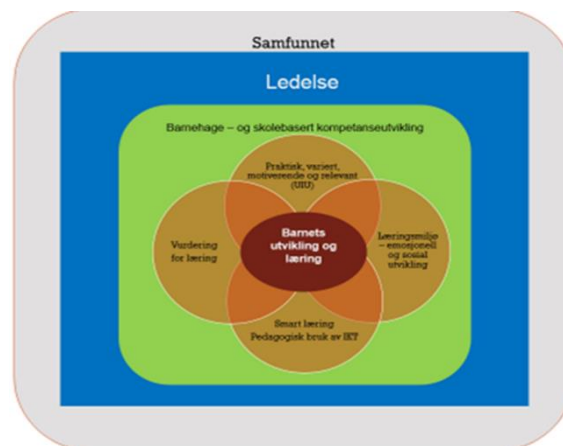 Samfunnet
Ledelse
Barnehage – og skolebasert kompetanseutvikling
Praktisk, variert,
motiverende og relevant
(UIU)
Vurdering
for læring
Barnets
utvikling og
læring
Læringsmiljø
– emosjonell
og sosial
utvikling
Smart læring
Pedagogisk bruk av IKT